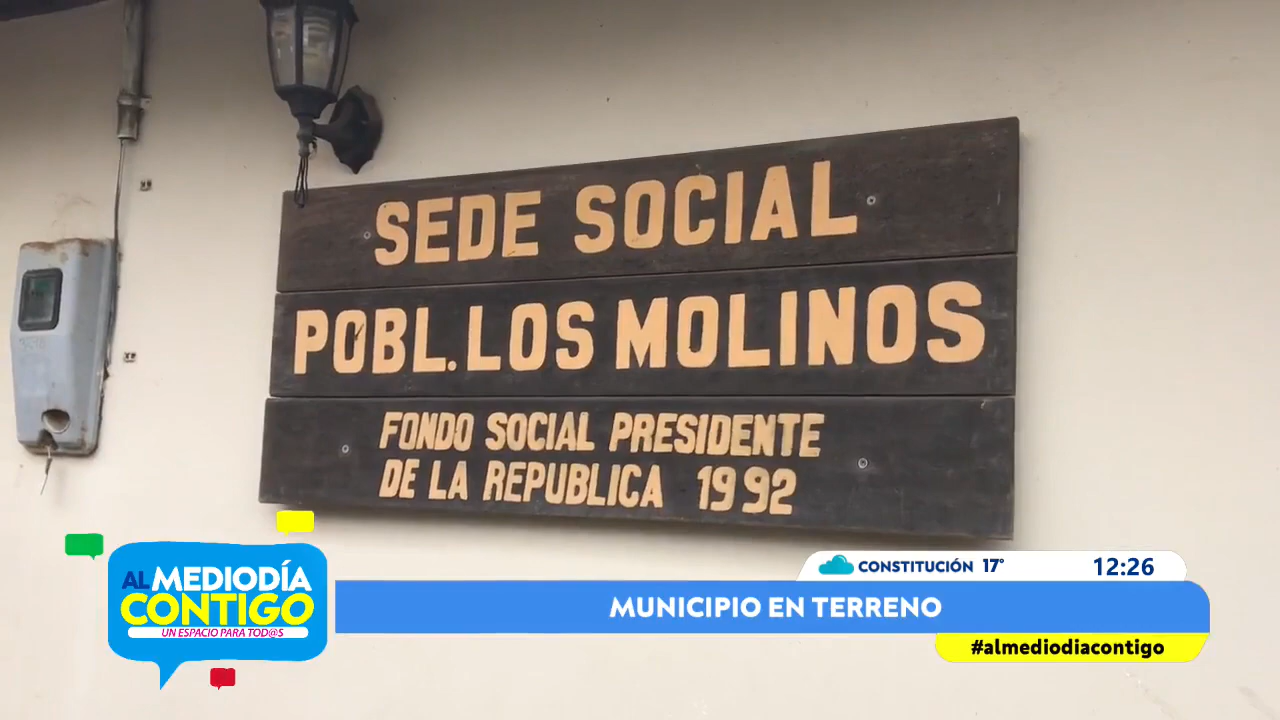 SEDE SOCIAL
POBL. LOS MOLINOS
FONDO SOCIAL PRESIDENTE
DE LA REPUBLICA 1992
AL MEDIODÍA
CONTIGO
UN ESPACIO PARA TOD@S
CONSTITUCIÓN 17°
12:26
MUNICIPIO EN TERRENO
#almediodiacontigo